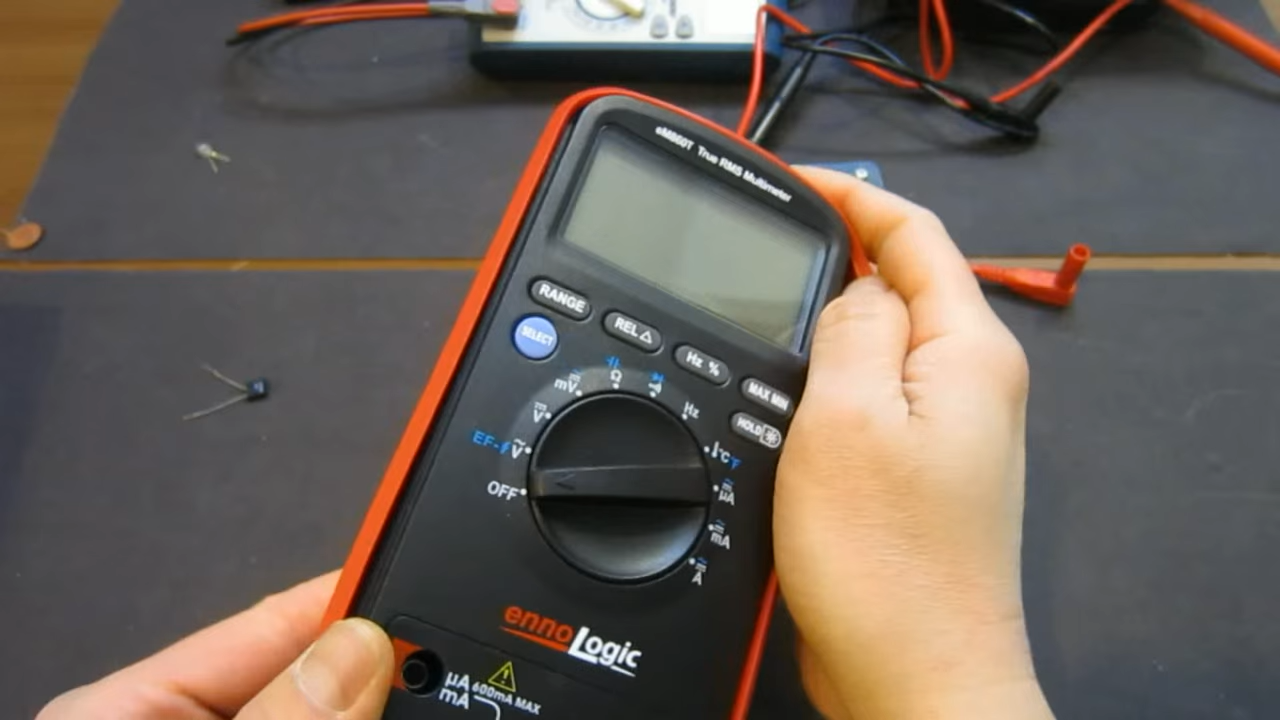 eM860T True RMS Multimeter
RANGE
REL△
Hz %
MAX MIN
SELECT
HOLD
mV
Ω
Hz
V
°C°F
EF-⚡V
µA
OFF
mA
A
ennoLogic
µA
mA
600mA MAX